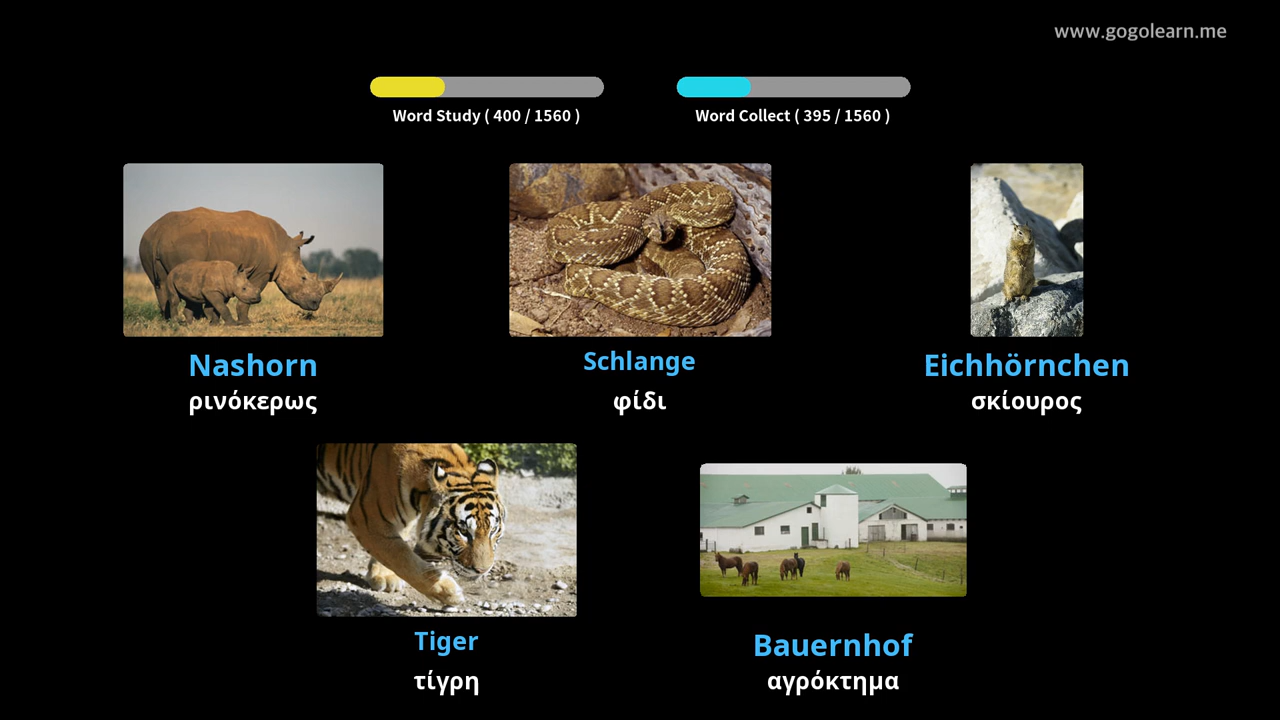 www.gogolearn.me
Word Study ( 400 / 1560 )
Word Collect ( 395 / 1560 )
Nashorn
ρινόκερως
Schlange
φίδι
Eichhörnchen
σκίουρος
Tiger
τίγρη
Bauernhof
αγρόκτημα